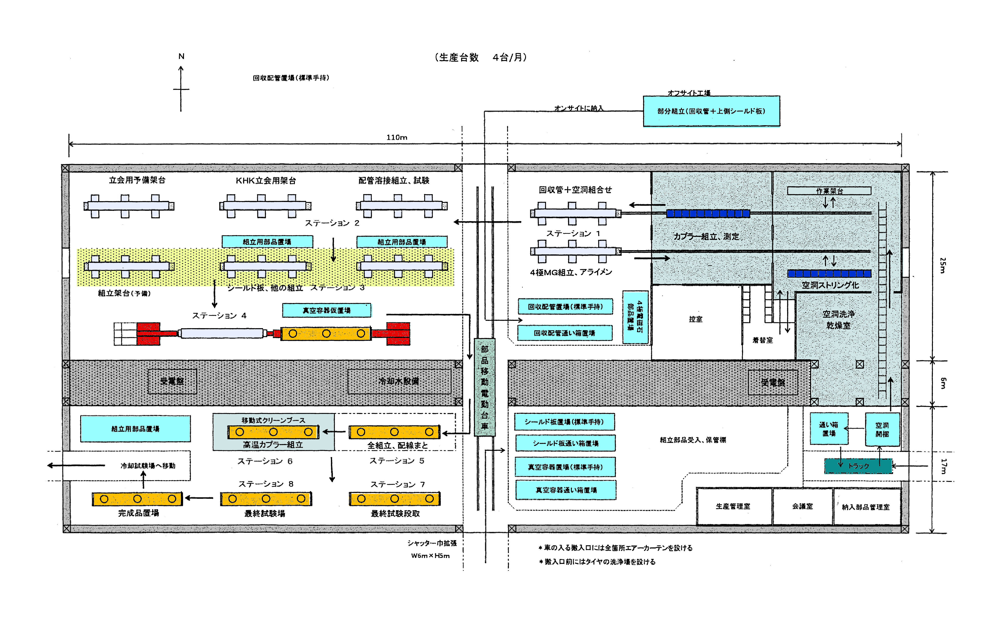 (生産台数　4台/月)
N
回収配管置場(標準手持)
オフサイト工場
部分組立(回収管＋上側シールド板)
オンサイトに納入
110m
立会用予備架台
KHK立会用架台
配管溶接組立、試験
回収管＋空洞組合せ
作業架台
ステーション 2
ステーション 1
カプラー組立、測定
組立用部品置場
組立用部品置場
25m
4極MG組立、アライメン
空洞ストリング化
シールド板、他の組立　ステーション 3
組立架台(予備)
真空容器仮置場
ステーション 4
回収配管置場(標準手持)
4極電磁石
部品置場
回収配管通い箱置場
控室
着替室
空洞洗浄
乾燥室
部品移動電動台車
受電盤
冷却水設備
受電盤
6m
組立用部品置場
移動式クリーンブース
高温カプラー組立
全組立、配線まと
シールド板置場(標準手持)
シールド板通い箱置場
組立部品受入、保管棚
通い箱
置場
空洞
開梱
冷却試験場へ移動
ステーション 6
ステーション 5
真空容器置場(標準手持)
トラック
17m
ステーション 8
ステーション 7
真空容器通い箱置場
完成品置場
最終試験場
最終試験段取
生産管理室
会議室
納入部品管理室
シャッター巾拡張
W6m×H5m
＊車の入る搬入口には全箇所エアーカーテンを設ける
＊搬入口前にはタイヤの洗浄場を設ける